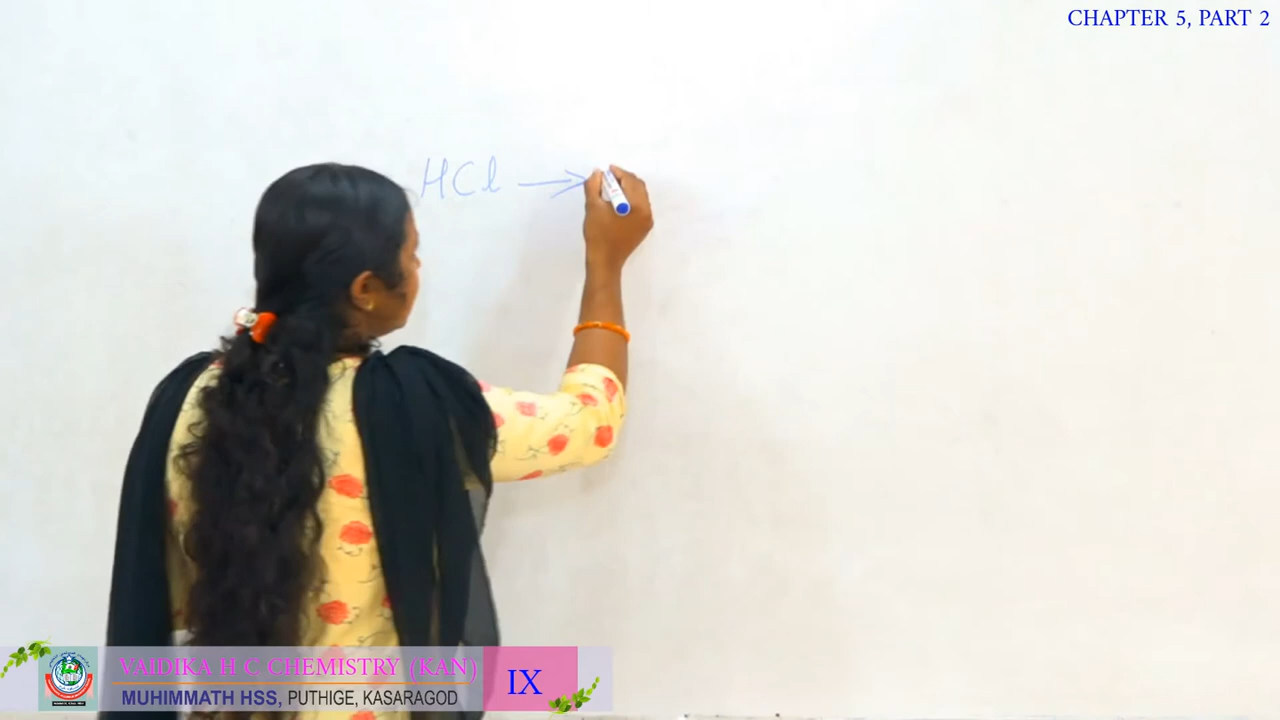 CHAPTER 5, PART 2
HCl →
VAIDIKA H C CHEMISTRY (KAN)
MUHIMMATH HSS, PUTHIGE, KASARAGOD
IX